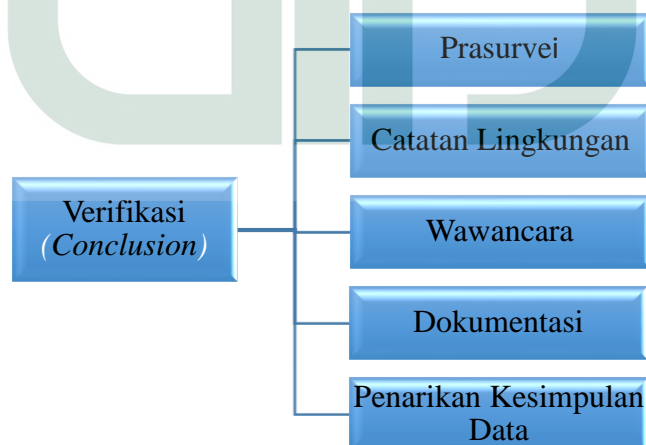 Prasurvei
Catatan Lingkungan
Verifikasi
(Conclusion)
Wawancara
Dokumentasi
Penarikan Kesimpulan
Data